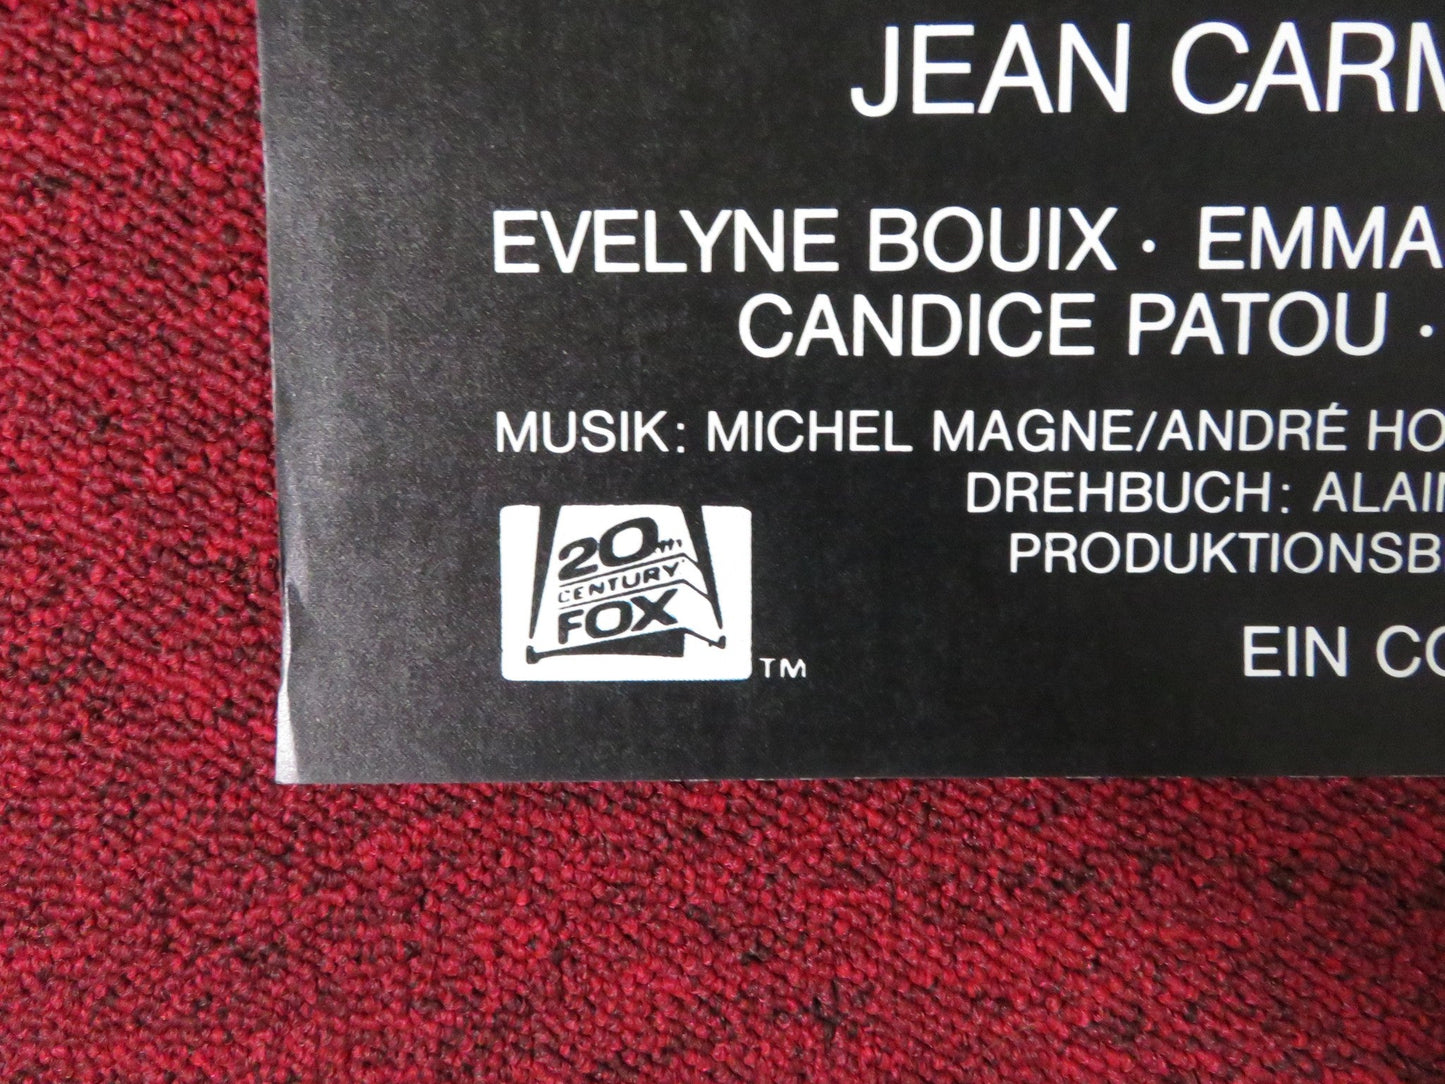 JEAN CARM
EVELYNE BOUIX · EMMA
CANDICE PATOU ·
MUSIK: MICHEL MAGNE/ANDRÉ HO
DREHBUCH: ALAI
PRODUKTIONSB
EIN CO
20th
CENTURY
FOX
TM